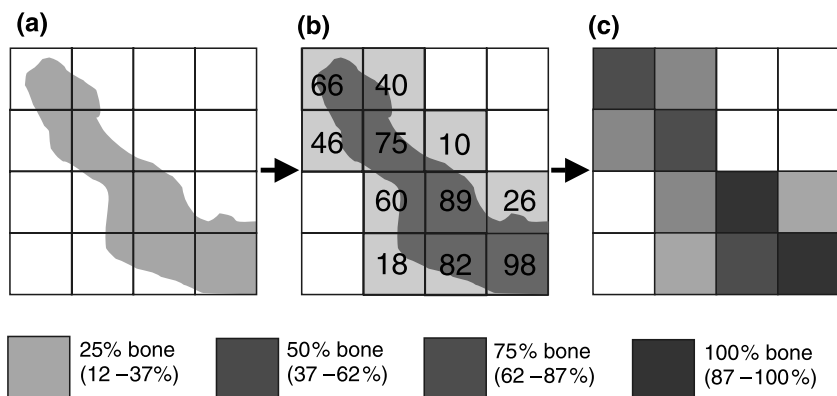 (a)
(b)
(c)
66 40
46 75 10
60 89 26
18 82 98
25% bone
(12–37%)
50% bone
(37–62%)
75% bone
(62–87%)
100% bone
(87–100%)